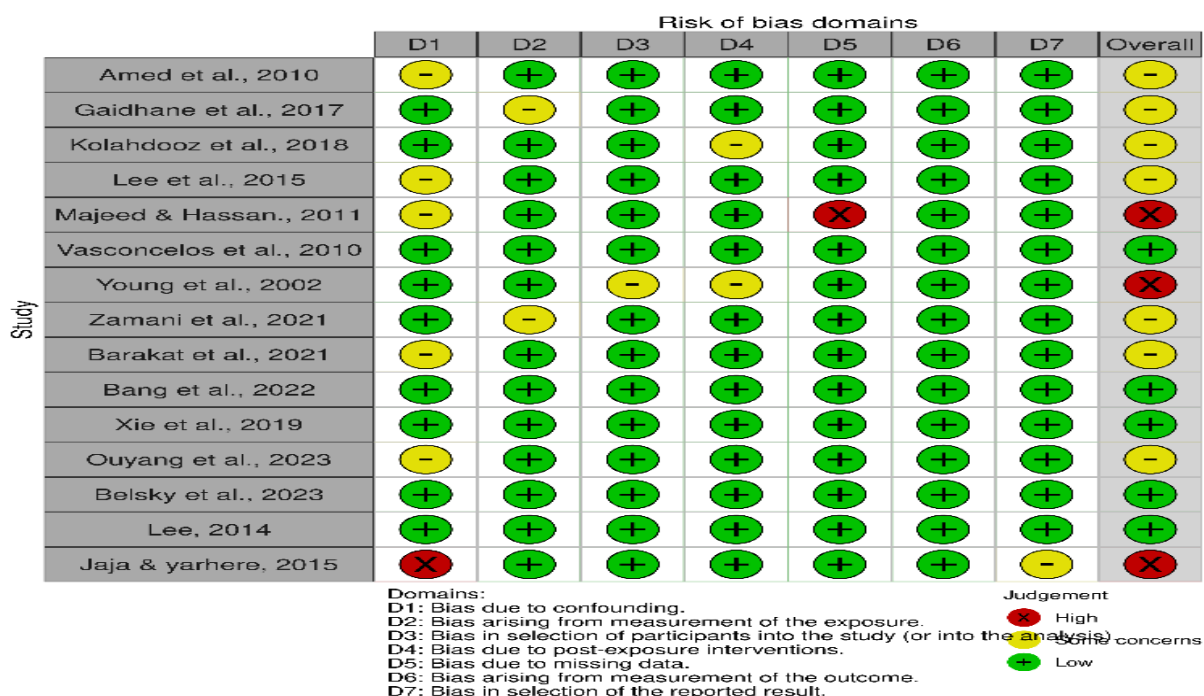 Risk of bias domains
D1 D2 D3 D4 D5 D6 D7 Overall
Study
Amed et al., 2010 - + + + + + + -
Gaidhane et al., 2017 + - + + + + + -
Kolahdooz et al., 2018 + + + - + + + -
Lee et al., 2015 - + + + + + + -
Majeed & Hassan., 2011 - + + + X + + X
Vasconcelos et al., 2010 + + + + + + + +
Young et al., 2002 + + - - + + + X
Zamani et al., 2021 + - + + + + + -
Barakat et al., 2021 - + + + + + + -
Bang et al., 2022 + + + + + + + +
Xie et al., 2019 + + + + + + + +
Ouyang et al., 2023 - + + + + + + -
Belsky et al., 2023 + + + + + + + +
Lee, 2014 + + + + + + + +
Jaja & yarhere, 2015 X + + + + + - X
Domains:
D1: Bias due to confounding.
D2: Bias arising from measurement of the exposure.
D3: Bias in selection of participants into the study (or into the analysis)
D4: Bias due to post-exposure interventions.
D5: Bias due to missing data.
D6: Bias arising from measurement of the outcome.
D7: Bias in selection of the reported result.
Judgement
X High
- Some concerns
+ Low